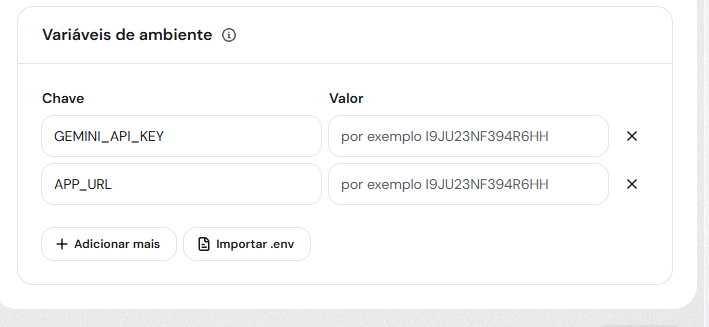 Variáveis de ambiente
Chave Valor
GEMINI_API_KEY por exemplo I9JU23NF394R6HH
APP_URL por exemplo I9JU23NF394R6HH
Adicionar mais Importar .env